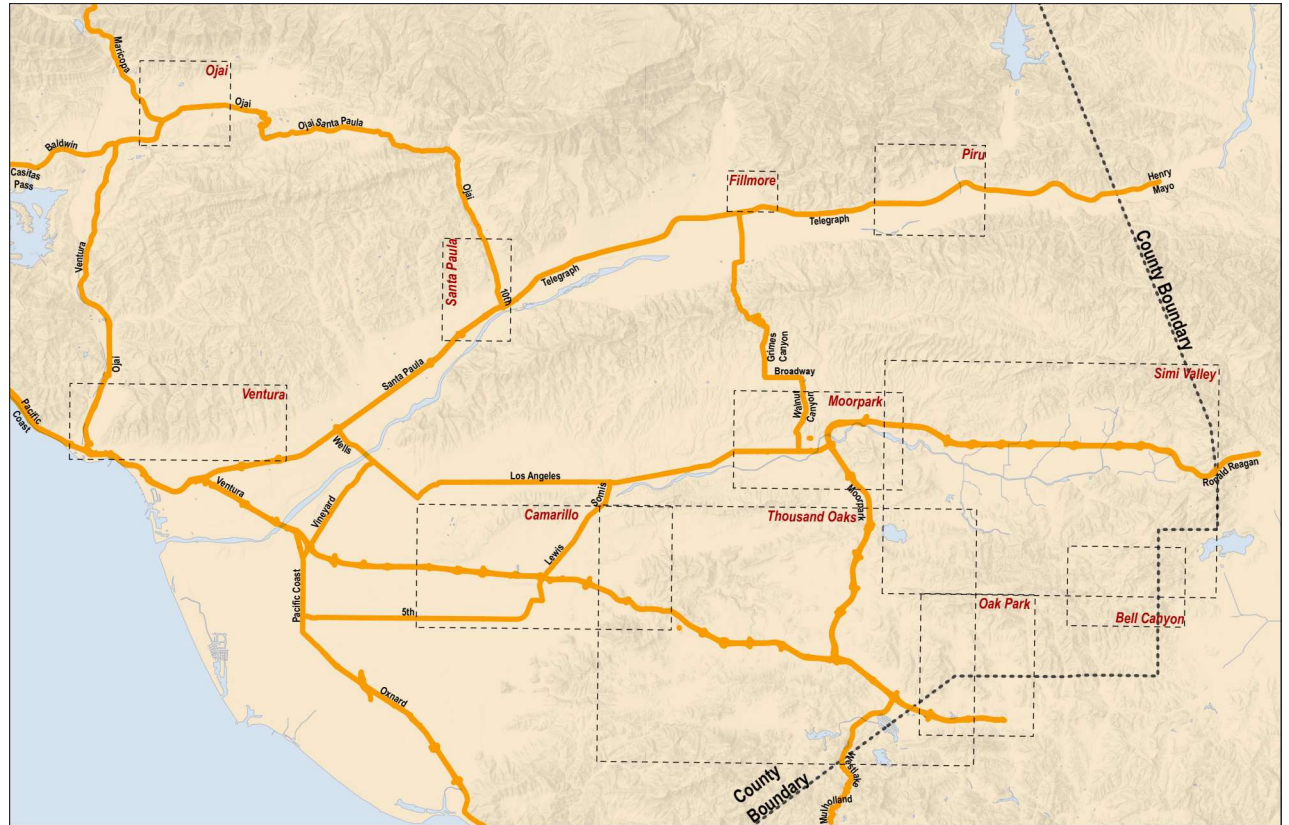 Maricopa
Ojai
Ojai
Ojai Santa Paula
Baldwin
Casitas
Pass
Ojai
Piru
Fillmore
Henry
Mayo
Telegraph
Ventura
Santa Paula
10th
Telegraph
County Boundary
Grimes
Canyon
Broadway
Ojai
Santa Paula
Simi Valley
Ventura
Pacific
Coast
Walnut
Canyon
Moorpark
Wells
Los Angeles
Ronald Reagan
Ventura
Vineyard
Somis
Moorpark
Camarillo
Thousand Oaks
Lewis
Pacific Coast
5th
Oak Park
Bell Canyon
Oxnard
Westlake
County
Boundary
Mulholland